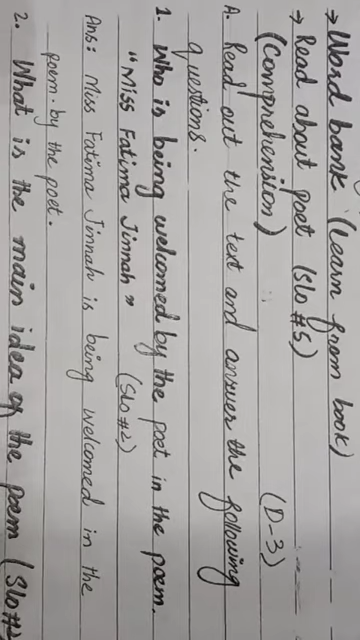 → Word bank (learn from book)
→ Read about poet (Slo #5)
(Comprehension) (D-3)
A. Read out the text and answer the following
questions.
1. Who is being welcomed by the poet in the poem.
"Miss Fatima Jinnah" (Slo #2)
Ans: Miss Fatima Jinnah is being welcomed in the
poem. by the poet.
2. What is the main idea of the poem (Slo#